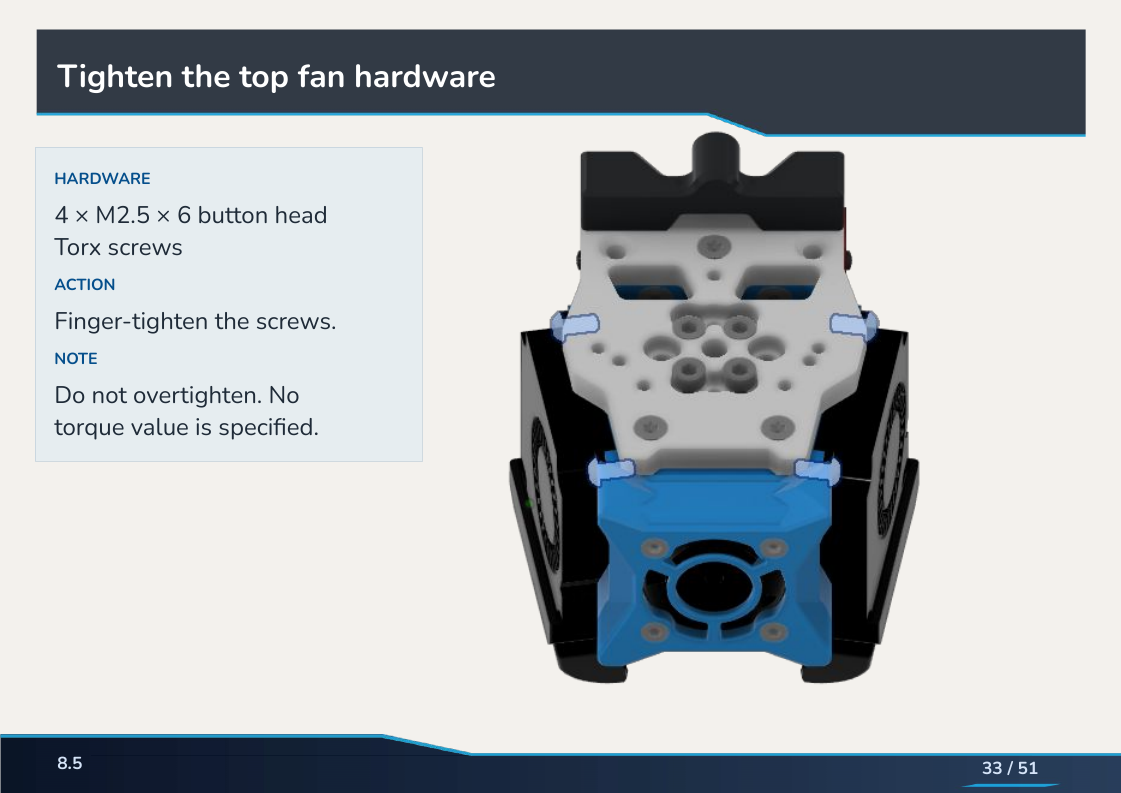 Tighten the top fan hardware
HARDWARE
4 × M2.5 × 6 button head
Torx screws
ACTION
Finger-tighten the screws.
NOTE
Do not overtighten. No
torque value is specified.
8.5
33 / 51